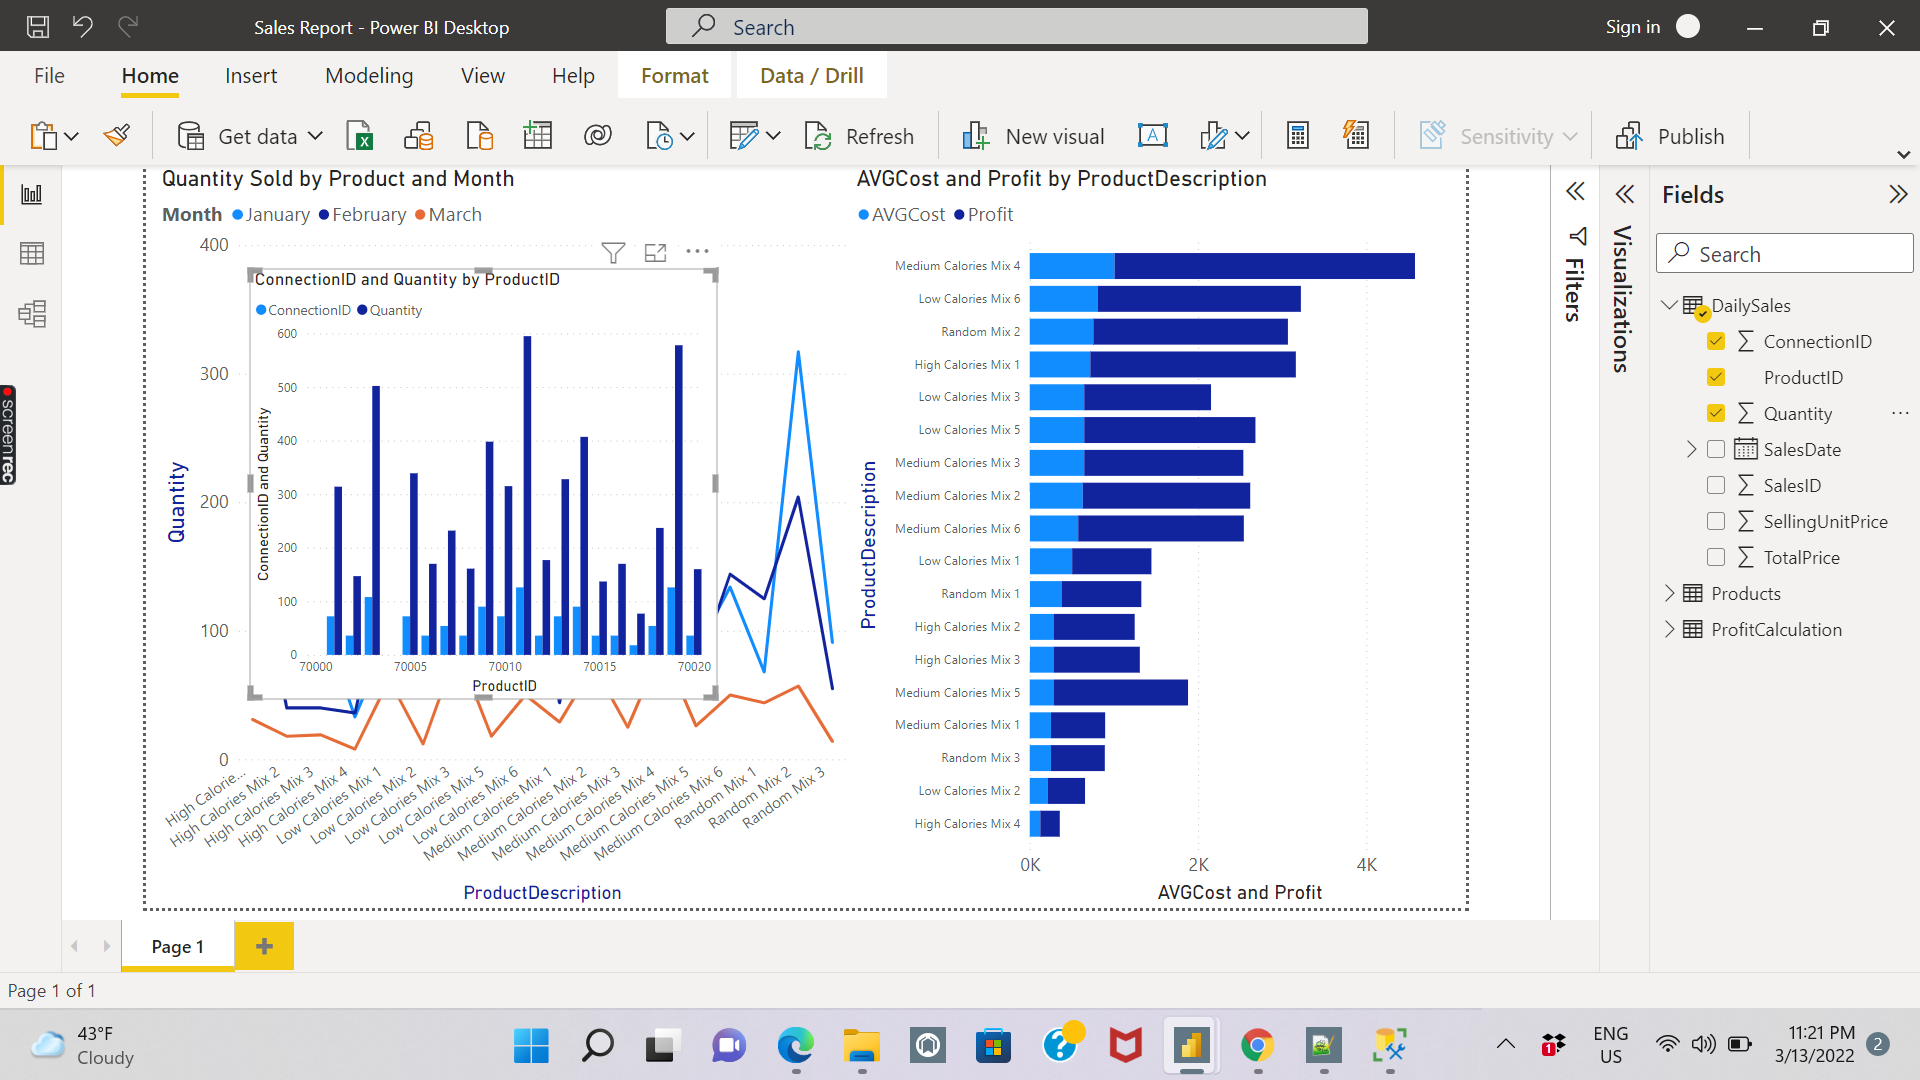 Sales Report - Power BI Desktop
Search
Sign in
File
Home
Insert
Modeling
View
Help
Format
Data / Drill
Get data
Refresh
New visual
A
Sensitivity
Publish
Quantity Sold by Product and Month
Month January February March
400
300
200
100
0
Quantity
High Calorie...
High Calories Mix 2
High Calories Mix 3
High Calories Mix 4
Low Calories Mix 1
Low Calories Mix 2
Low Calories Mix 3
Low Calories Mix 5
Low Calories Mix 6
Medium Calories Mix 1
Medium Calories Mix 2
Medium Calories Mix 3
Medium Calories Mix 4
Medium Calories Mix 5
Medium Calories Mix 6
Random Mix 1
Random Mix 2
Random Mix 3
ProductDescription
ConnectionID and Quantity by ProductID
ConnectionID Quantity
600
500
400
300
200
100
0
ConnectionID and Quantity
70000 70005 70010 70015 70020
ProductID
AVGCost and Profit by ProductDescription
AVGCost Profit
ProductDescription
Medium Calories Mix 4
Low Calories Mix 6
Random Mix 2
High Calories Mix 1
Low Calories Mix 3
Low Calories Mix 5
Medium Calories Mix 3
Medium Calories Mix 2
Medium Calories Mix 6
Low Calories Mix 1
Random Mix 1
High Calories Mix 2
High Calories Mix 3
Medium Calories Mix 5
Medium Calories Mix 1
Random Mix 3
Low Calories Mix 2
High Calories Mix 4
0K 2K 4K
AVGCost and Profit
Filters
Visualizations
Fields
Search
DailySales
ConnectionID
ProductID
Quantity
SalesDate
SalesID
SellingUnitPrice
TotalPrice
Products
ProfitCalculation
screenrec
Page 1
Page 1 of 1
43°F
Cloudy
1
ENG
US
11:21 PM
3/13/2022
2